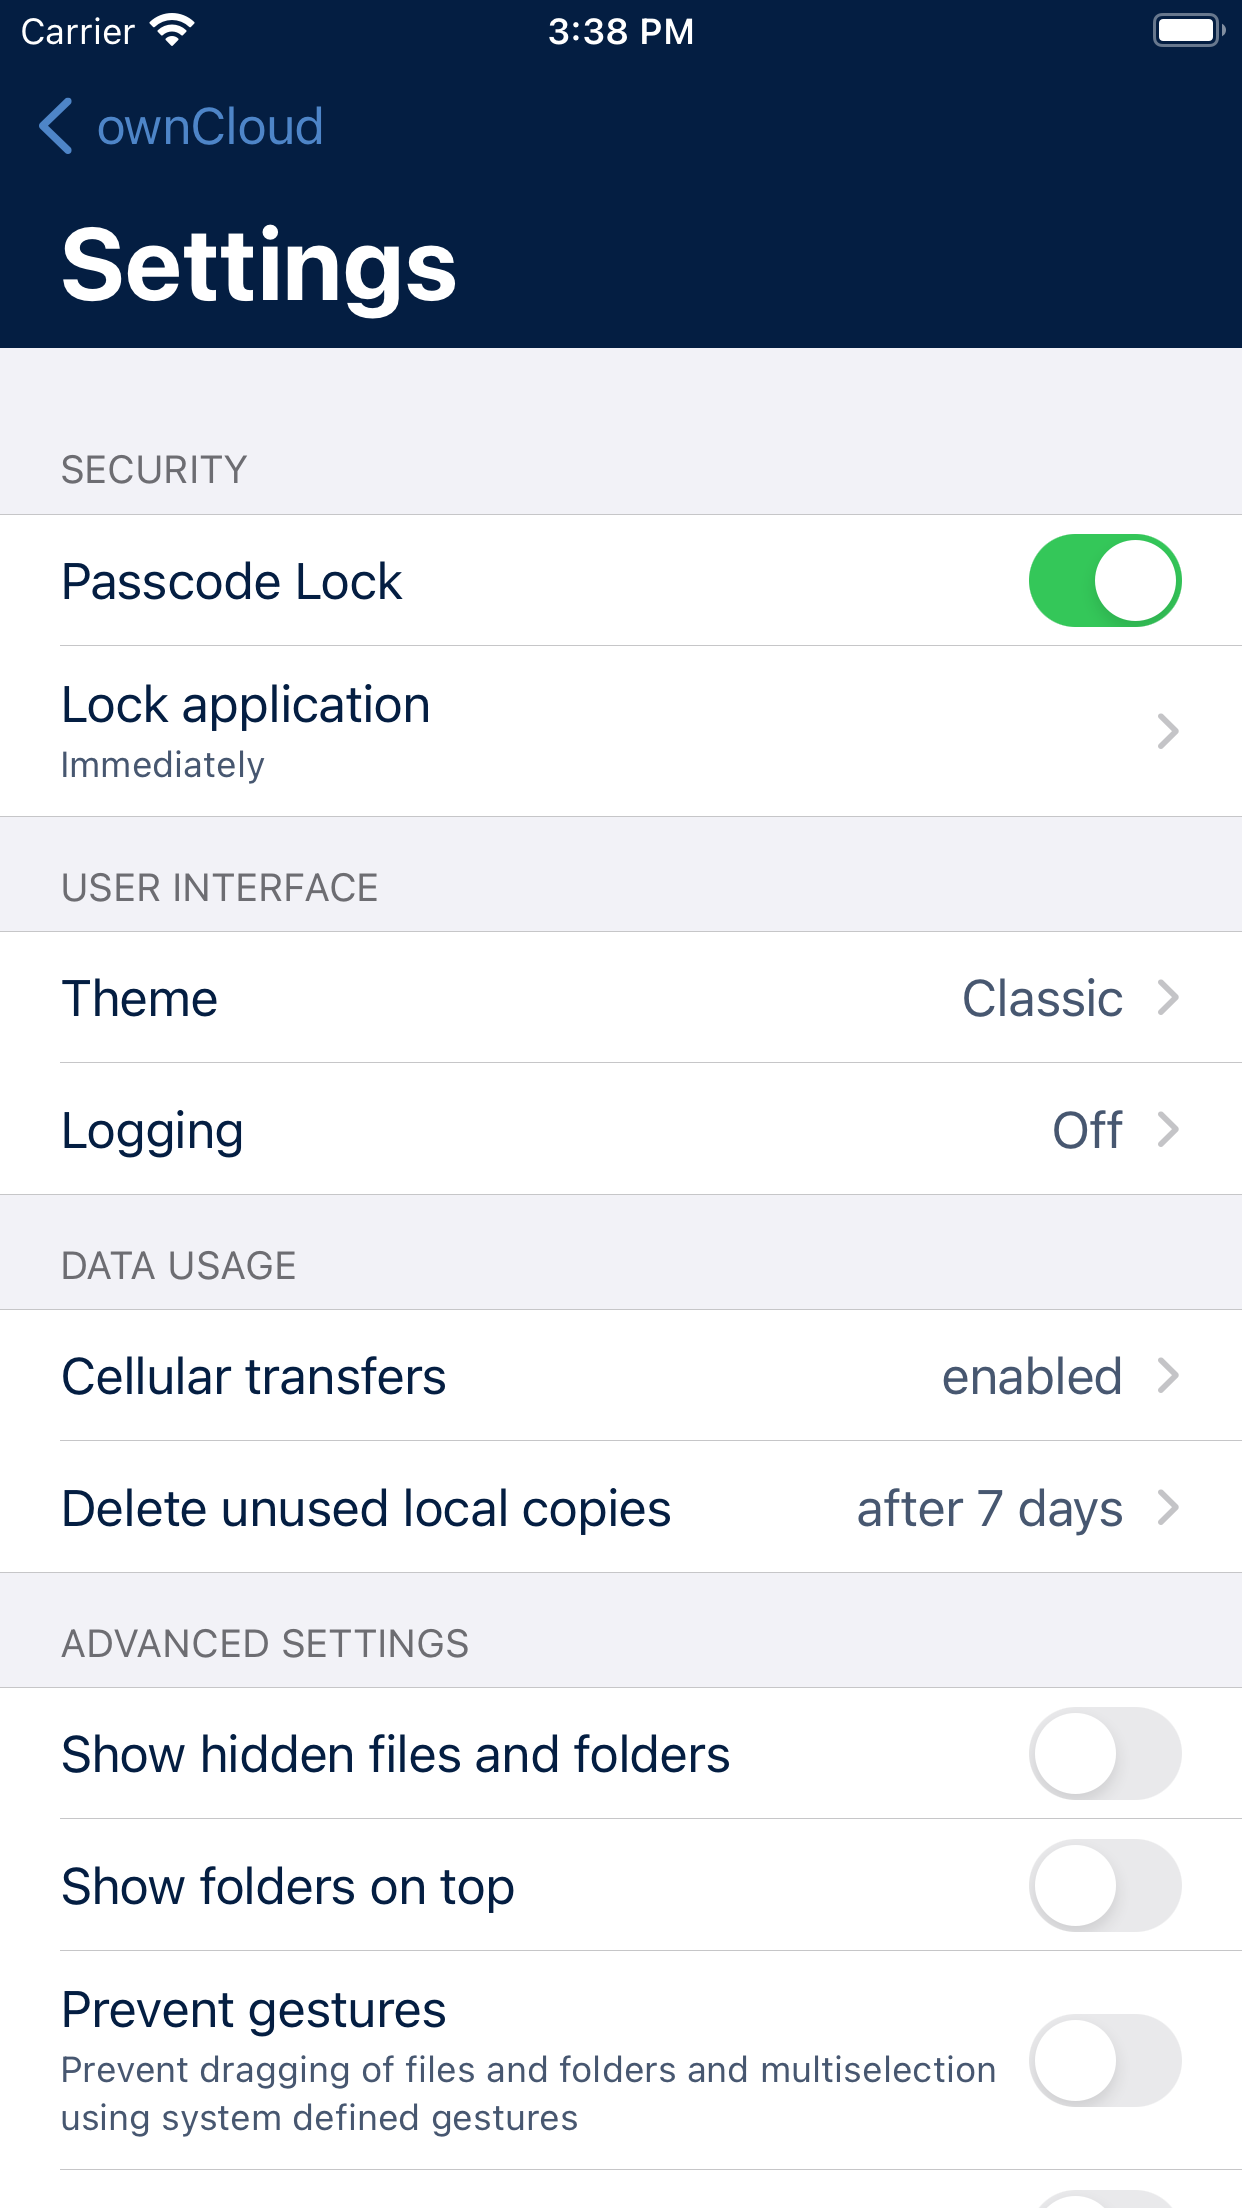 Carrier 3:38 PM
ownCloud
Settings
SECURITY
Passcode Lock
Lock application
Immediately
USER INTERFACE
Theme Classic
Logging Off
DATA USAGE
Cellular transfers enabled
Delete unused local copies after 7 days
ADVANCED SETTINGS
Show hidden files and folders
Show folders on top
Prevent gestures
Prevent dragging of files and folders and multiselection
using system defined gestures